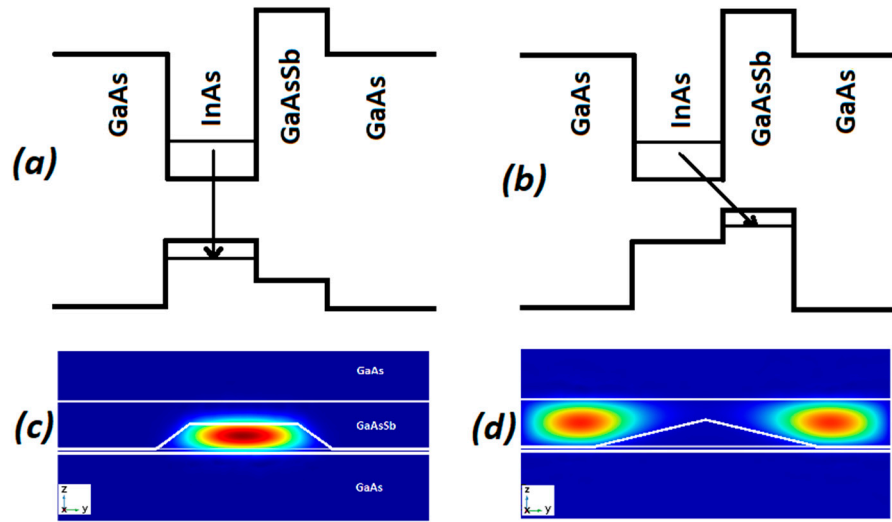 GaAs
InAs
GaAsSb
GaAs
(a)
GaAs
InAs
GaAsSb
GaAs
(b)
(c)
GaAs
GaAsSb
GaAs
z
x y
(d)
z
x y